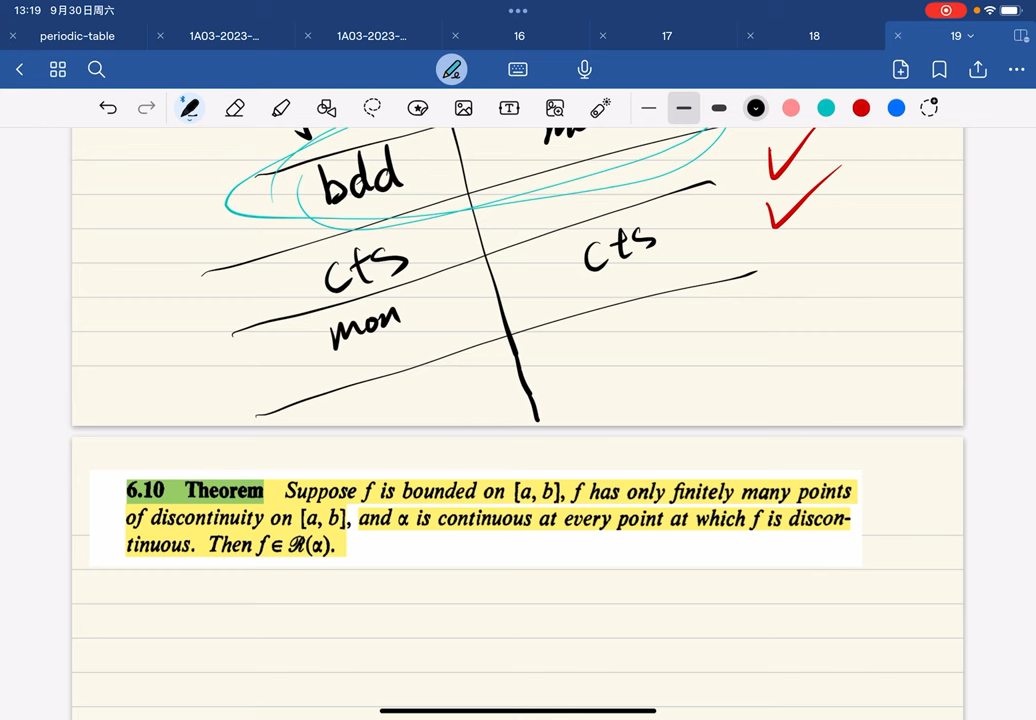 13:19 9月30日周六
periodic-table
1A03-2023-...
1A03-2023-...
16
17
18
19
bdd
cts
cts
mon
6.10 Theorem Suppose f is bounded on [a, b], f has only finitely many points
of discontinuity on [a, b], and α is continuous at every point at which f is discon-
tinuous. Then f ∈ ℛ(α).